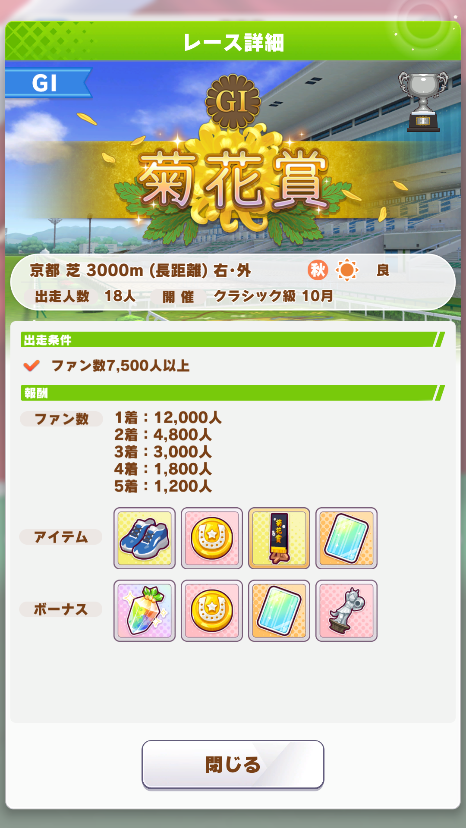 レース詳細
GI
GI
菊花賞
京都 芝 3000m (長距離) 右・外 秋 良
出走人数 18人 開催 クラシック級 10月
出走条件
ファン数7,500人以上
報酬
ファン数
1着：12,000人
2着：4,800人
3着：3,000人
4着：1,800人
5着：1,200人
アイテム
菊花賞
ボーナス
閉じる